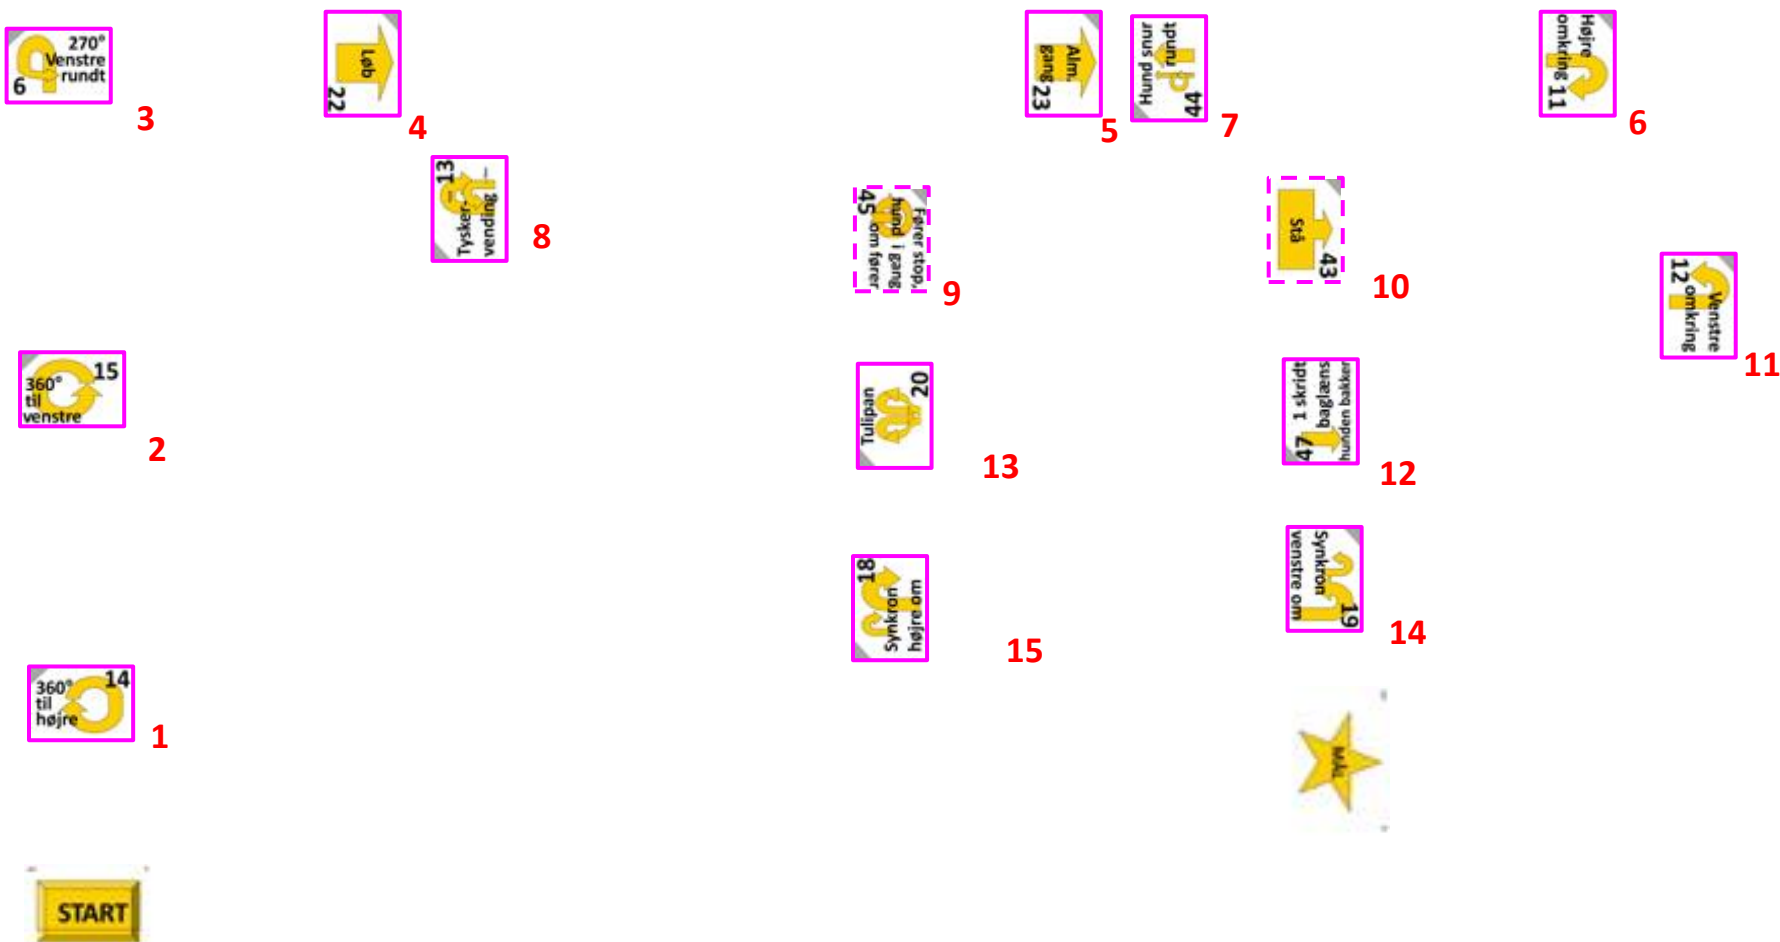 270°
Venstre
rundt
6
3
Løb
22
4
Alm.
gang
23
5
Hund snur
rundt
44
7
Højre
omkring
11
6
13
Tysker-
vending
8
Fører stop,
hund i gang
om fører
45
9
Stå
43
10
Venstre
omkring
12
11
15
360°
til
venstre
2
20
Tulipan
13
1 skridt
baglæns
hunden bakker
47
12
18
Synkron
højre om
15
Synkron
venstre om
19
14
14
360°
til
højre
1
MÅL
START